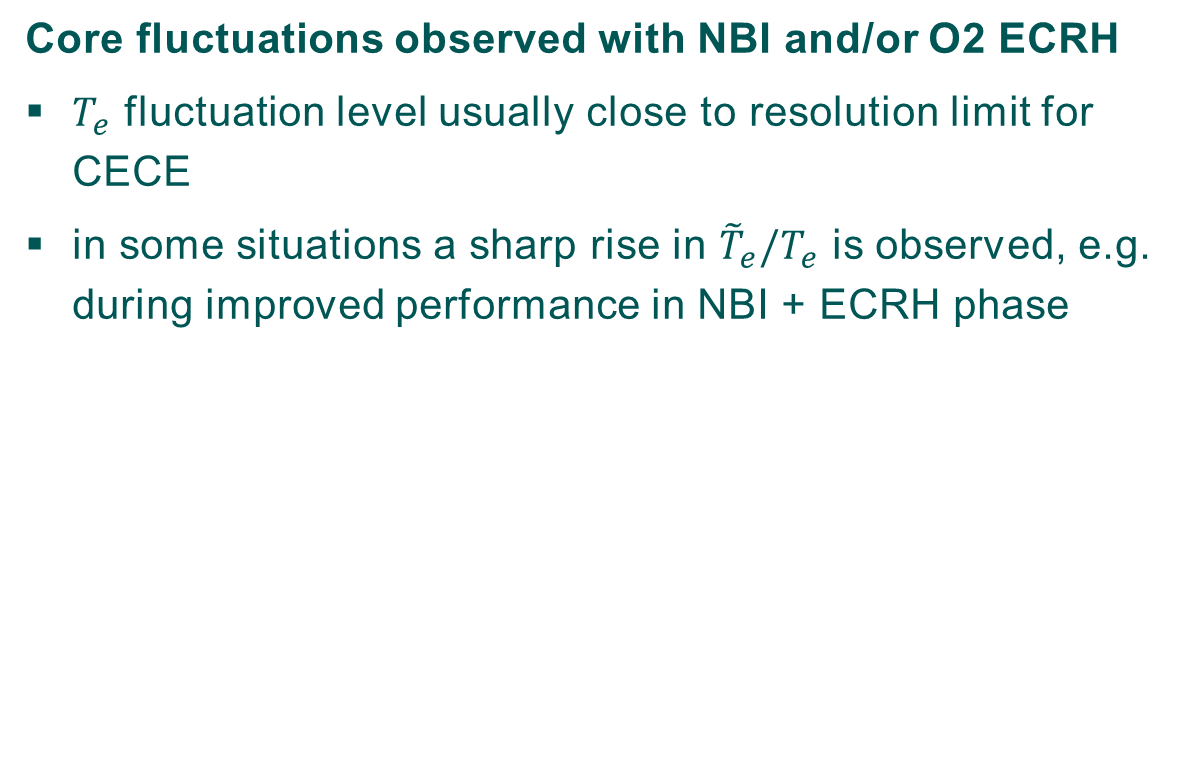 Core fluctuations observed with NBI and/or O2 ECRH
▪ Tₑ fluctuation level usually close to resolution limit for
CECE
▪ in some situations a sharp rise in T̃ₑ/Tₑ is observed, e.g.
during improved performance in NBI + ECRH phase